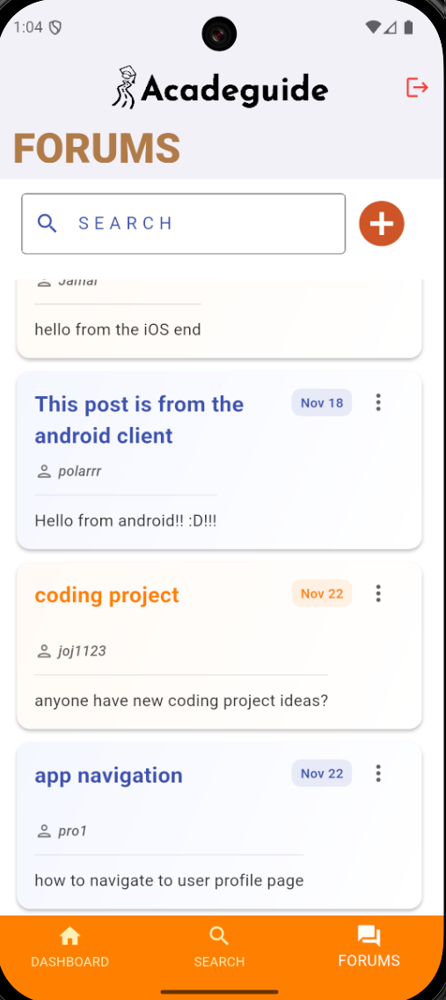 1:04
Acadeguide
FORUMS
SEARCH
Jamal
hello from the iOS end
This post is from the
android client
Nov 18
polarrr
Hello from android!! :D!!!
coding project
Nov 22
joj1123
anyone have new coding project ideas?
app navigation
Nov 22
pro1
how to navigate to user profile page
DASHBOARD
SEARCH
FORUMS